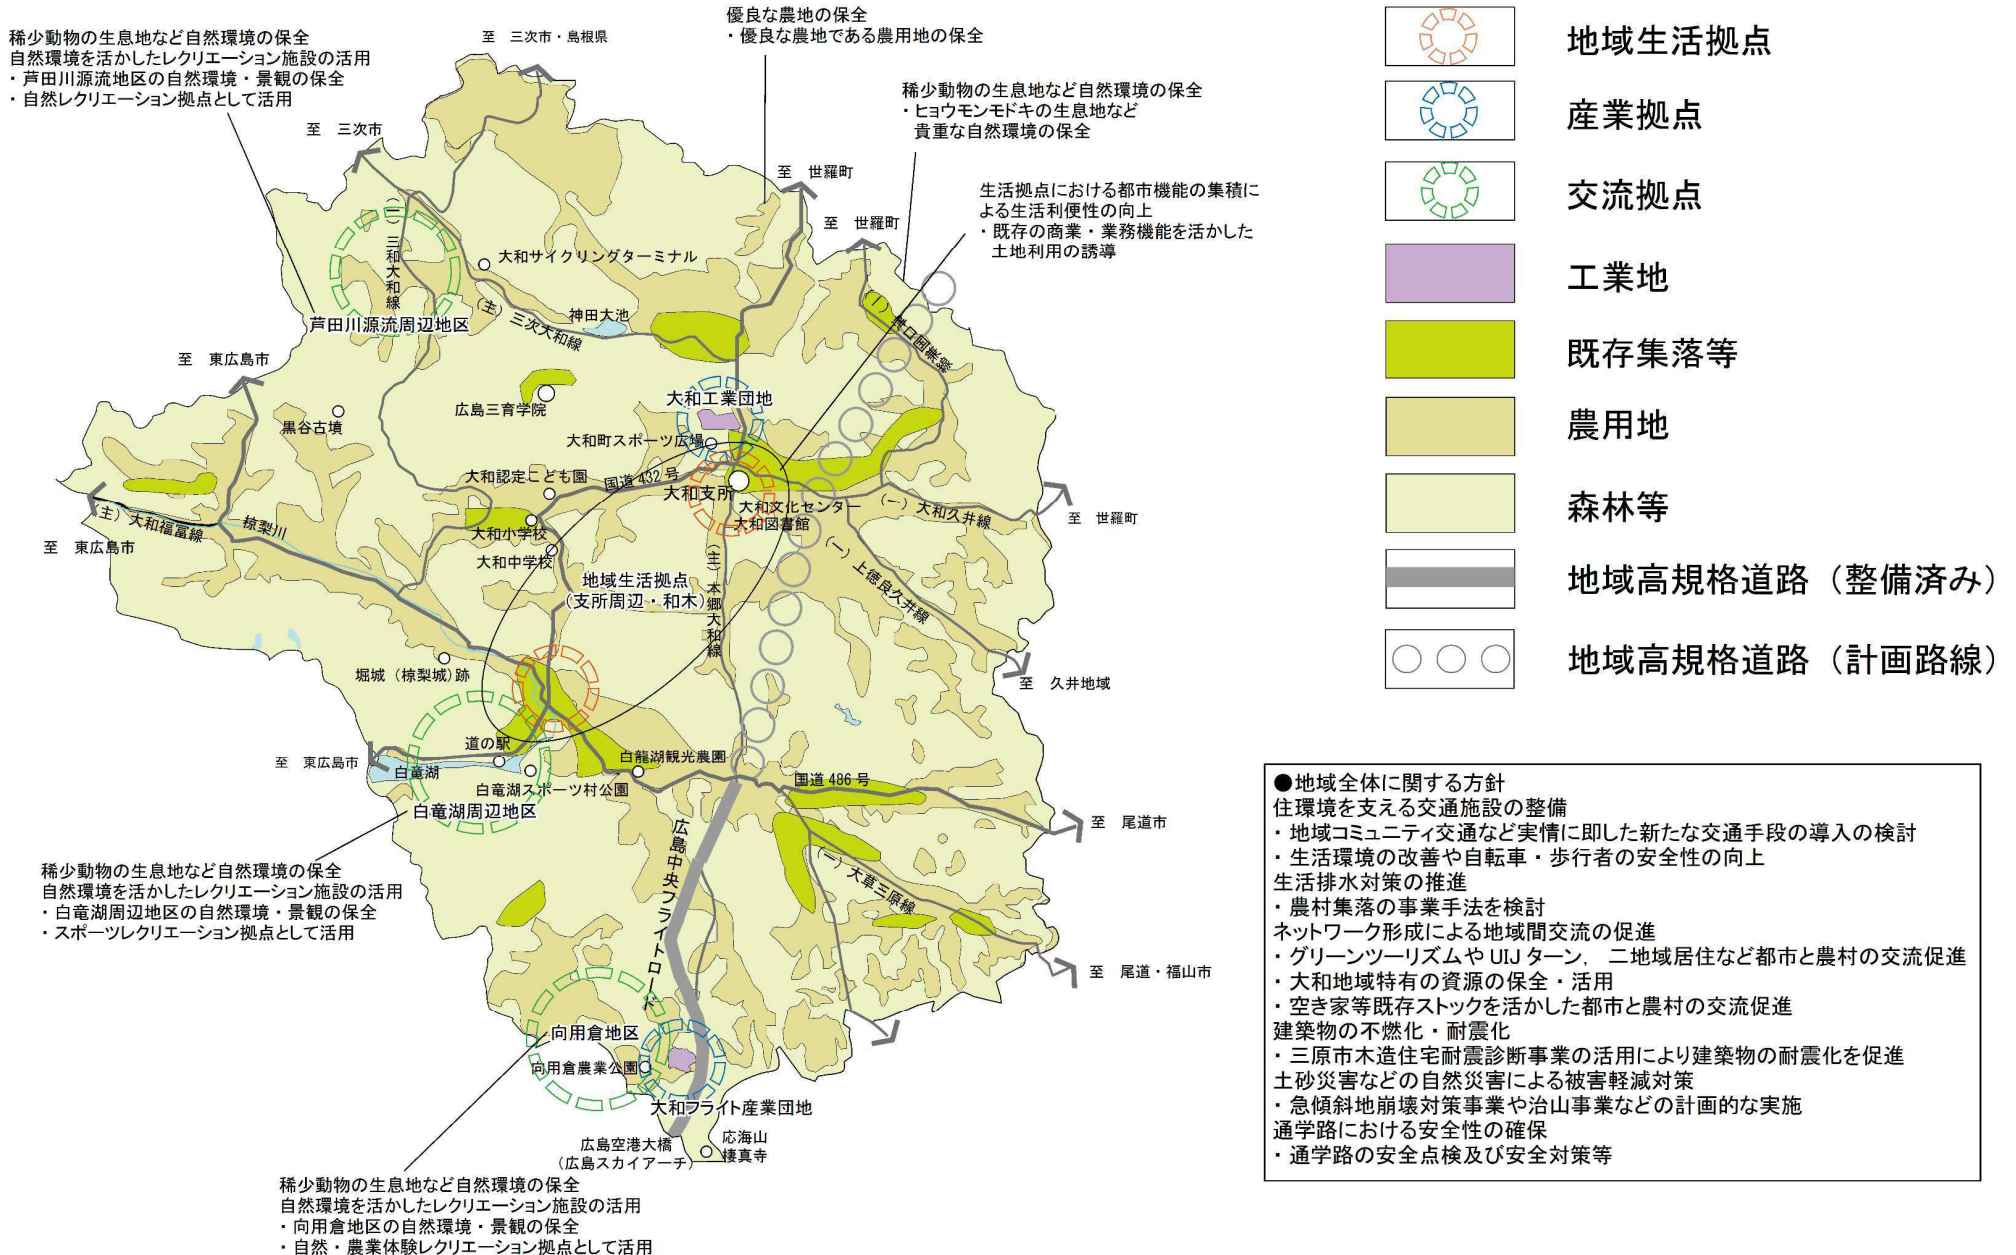 稀少動物の生息地など自然環境の保全
自然環境を活かしたレクリエーション施設の活用
・芦田川源流地区の自然環境・景観の保全
・自然レクリエーション拠点として活用
優良な農地の保全
・優良な農地である農用地の保全
稀少動物の生息地など自然環境の保全
・ヒョウモンモドキの生息地など
貴重な自然環境の保全
生活拠点における都市機能の集積に
よる生活利便性の向上
・既存の商業・業務機能を活かした
土地利用の誘導
至 三次市・島根県
至 三次市
至 世羅町
至 世羅町
(一)三和大和線
大和サイクリングターミナル
(主)三次大和線
神田大池
(一)津口国兼線
芦田川源流周辺地区
至 東広島市
黒谷古墳
広島三育学院
大和工業団地
大和町スポーツ広場
大和認定こども園
国道432号
大和支所
大和文化センター
大和図書館
(一)大和久井線
至 世羅町
(主)大和福富線
椋梨川
至 東広島市
大和小学校
大和中学校
地域生活拠点
(支所周辺・和木)
(主)本郷大和線
(一)上徳良久井線
至 久井地域
堀城(椋梨城)跡
至 東広島市
道の駅
白竜湖
白竜湖スポーツ村公園
白龍湖観光農園
白竜湖周辺地区
国道486号
至 尾道市
広島中央フライトロード
(一)大草三原線
至 尾道・福山市
稀少動物の生息地など自然環境の保全
自然環境を活かしたレクリエーション施設の活用
・白竜湖周辺地区の自然環境・景観の保全
・スポーツレクリエーション拠点として活用
向用倉地区
向用倉農業公園
大和フライト産業団地
広島空港大橋
(広島スカイアーチ)
応海山
棲真寺
稀少動物の生息地など自然環境の保全
自然環境を活かしたレクリエーション施設の活用
・向用倉地区の自然環境・景観の保全
・自然・農業体験レクリエーション拠点として活用
地域生活拠点
産業拠点
交流拠点
工業地
既存集落等
農用地
森林等
地域高規格道路(整備済み)
地域高規格道路(計画路線)
●地域全体に関する方針
住環境を支える交通施設の整備
・地域コミュニティ交通など実情に即した新たな交通手段の導入の検討
・生活環境の改善や自転車・歩行者の安全性の向上
生活排水対策の推進
・農村集落の事業手法を検討
ネットワーク形成による地域間交流の促進
・グリーンツーリズムやUIJターン, 二地域居住など都市と農村の交流促進
・大和地域特有の資源の保全・活用
・空き家等既存ストックを活かした都市と農村の交流促進
建築物の不燃化・耐震化
・三原市木造住宅耐震診断事業の活用により建築物の耐震化を促進
土砂災害などの自然災害による被害軽減対策
・急傾斜地崩壊対策事業や治山事業などの計画的な実施
通学路における安全性の確保
・通学路の安全点検及び安全対策等